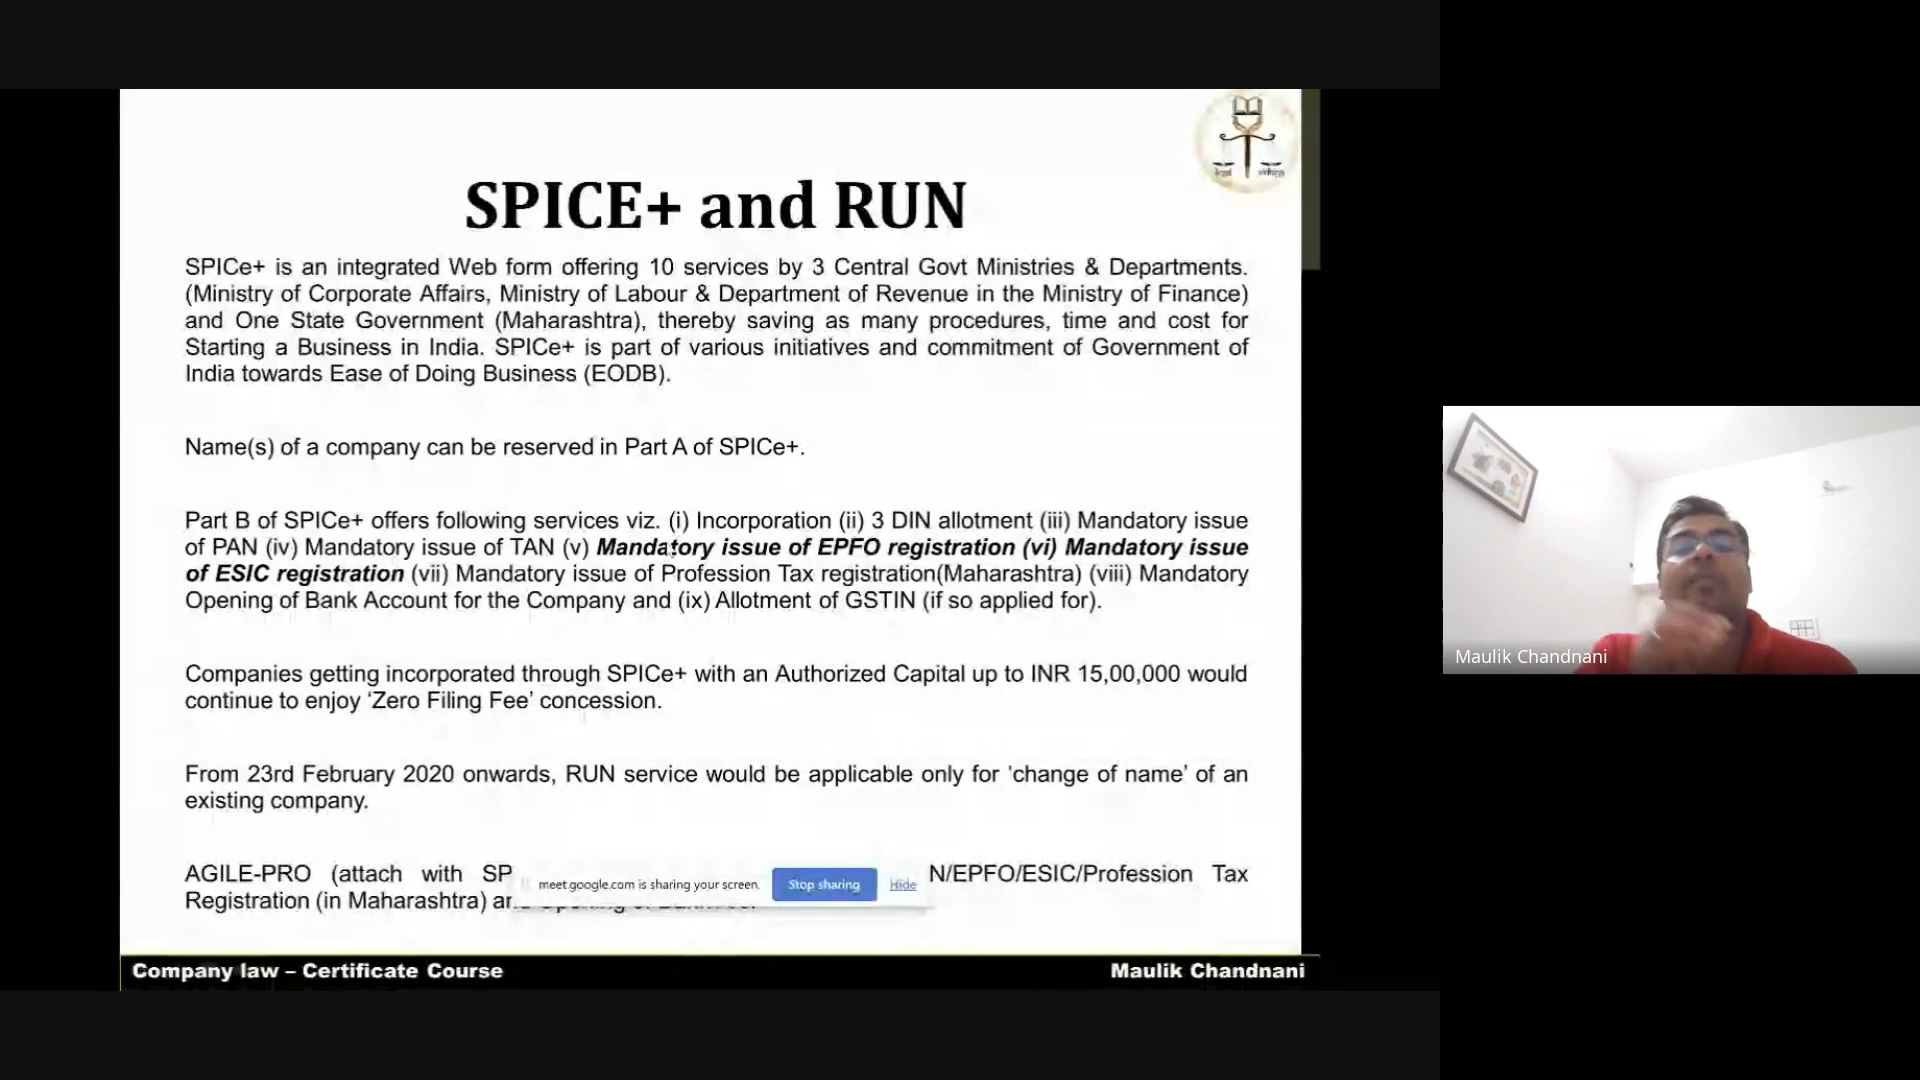 SPICE+ and RUN
SPICe+ is an integrated Web form offering 10 services by 3 Central Govt Ministries & Departments.
(Ministry of Corporate Affairs, Ministry of Labour & Department of Revenue in the Ministry of Finance)
and One State Government (Maharashtra), thereby saving as many procedures, time and cost for
Starting a Business in India. SPICe+ is part of various initiatives and commitment of Government of
India towards Ease of Doing Business (EODB).
Name(s) of a company can be reserved in Part A of SPICe+.
Part B of SPICe+ offers following services viz. (i) Incorporation (ii) 3 DIN allotment (iii) Mandatory issue
of PAN (iv) Mandatory issue of TAN (v) Mandatory issue of EPFO registration (vi) Mandatory issue
of ESIC registration (vii) Mandatory issue of Profession Tax registration(Maharashtra) (viii) Mandatory
Opening of Bank Account for the Company and (ix) Allotment of GSTIN (if so applied for).
Companies getting incorporated through SPICe+ with an Authorized Capital up to INR 15,00,000 would
continue to enjoy ‘Zero Filing Fee’ concession.
From 23rd February 2020 onwards, RUN service would be applicable only for ‘change of name’ of an
existing company.
AGILE-PRO (attach with SP N/EPFO/ESIC/Profession Tax
Registration (in Maharashtra)
meet.google.com is sharing your screen. Stop sharing Hide
Company law – Certificate Course Maulik Chandnani
Maulik Chandnani